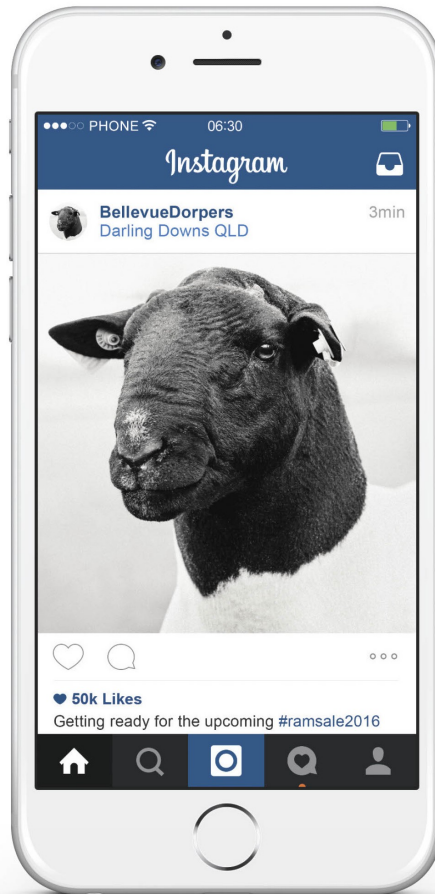 PHONE 06:30
Instagram
BellevueDorpers 3min
Darling Downs QLD
50k Likes
Getting ready for the upcoming #ramsale2016